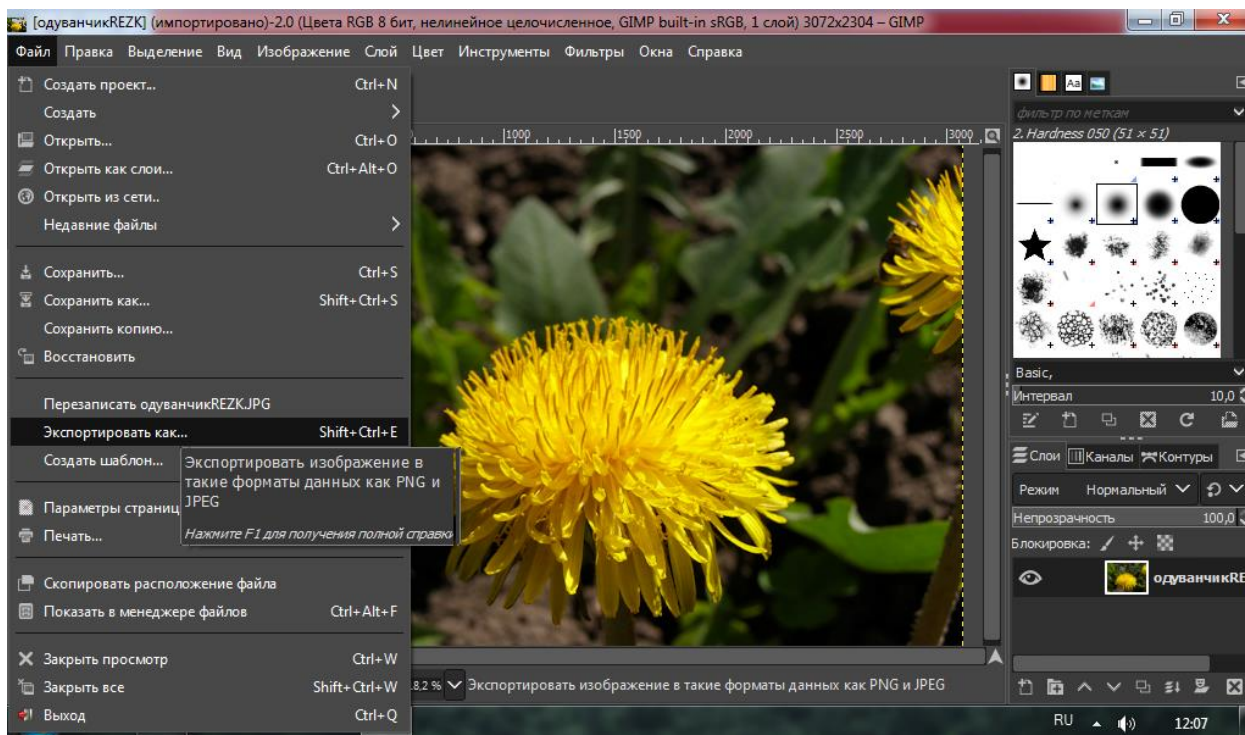 [одуванчикREZK] (импортировано)-2.0 (Цвета RGB 8 бит, нелинейное целочисленное, GIMP built-in sRGB, 1 слой) 3072x2304 – GIMP
Файл Правка Выделение Вид Изображение Слой Цвет Инструменты Фильтры Окна Справка
Создать проект... Ctrl+N
Создать
Открыть... Ctrl+O
Открыть как слои... Ctrl+Alt+O
Открыть из сети..
Недавние файлы
Сохранить... Ctrl+S
Сохранить как... Shift+Ctrl+S
Сохранить копию...
Восстановить
Перезаписать одуванчикREZK.JPG
Экспортировать как... Shift+Ctrl+E
Создать шаблон...
Экспортировать изображение в
такие форматы данных как PNG и
JPEG
Нажмите F1 для получения полной справки
Параметры страниц
Печать...
Скопировать расположение файла
Показать в менеджере файлов Ctrl+Alt+F
Закрыть просмотр Ctrl+W
Закрыть все Shift+Ctrl+W
Выход Ctrl+Q
1000 1500 2000 2500 3000
8,2 % Экспортировать изображение в такие форматы данных как PNG и JPEG
Aa
фильтр по меткам
2. Hardness 050 (51 × 51)
Basic,
Интервал 10,0
Слои Каналы Контуры
Режим Нормальный
Непрозрачность 100,0
Блокировка:
одуванчикRE
RU 12:07